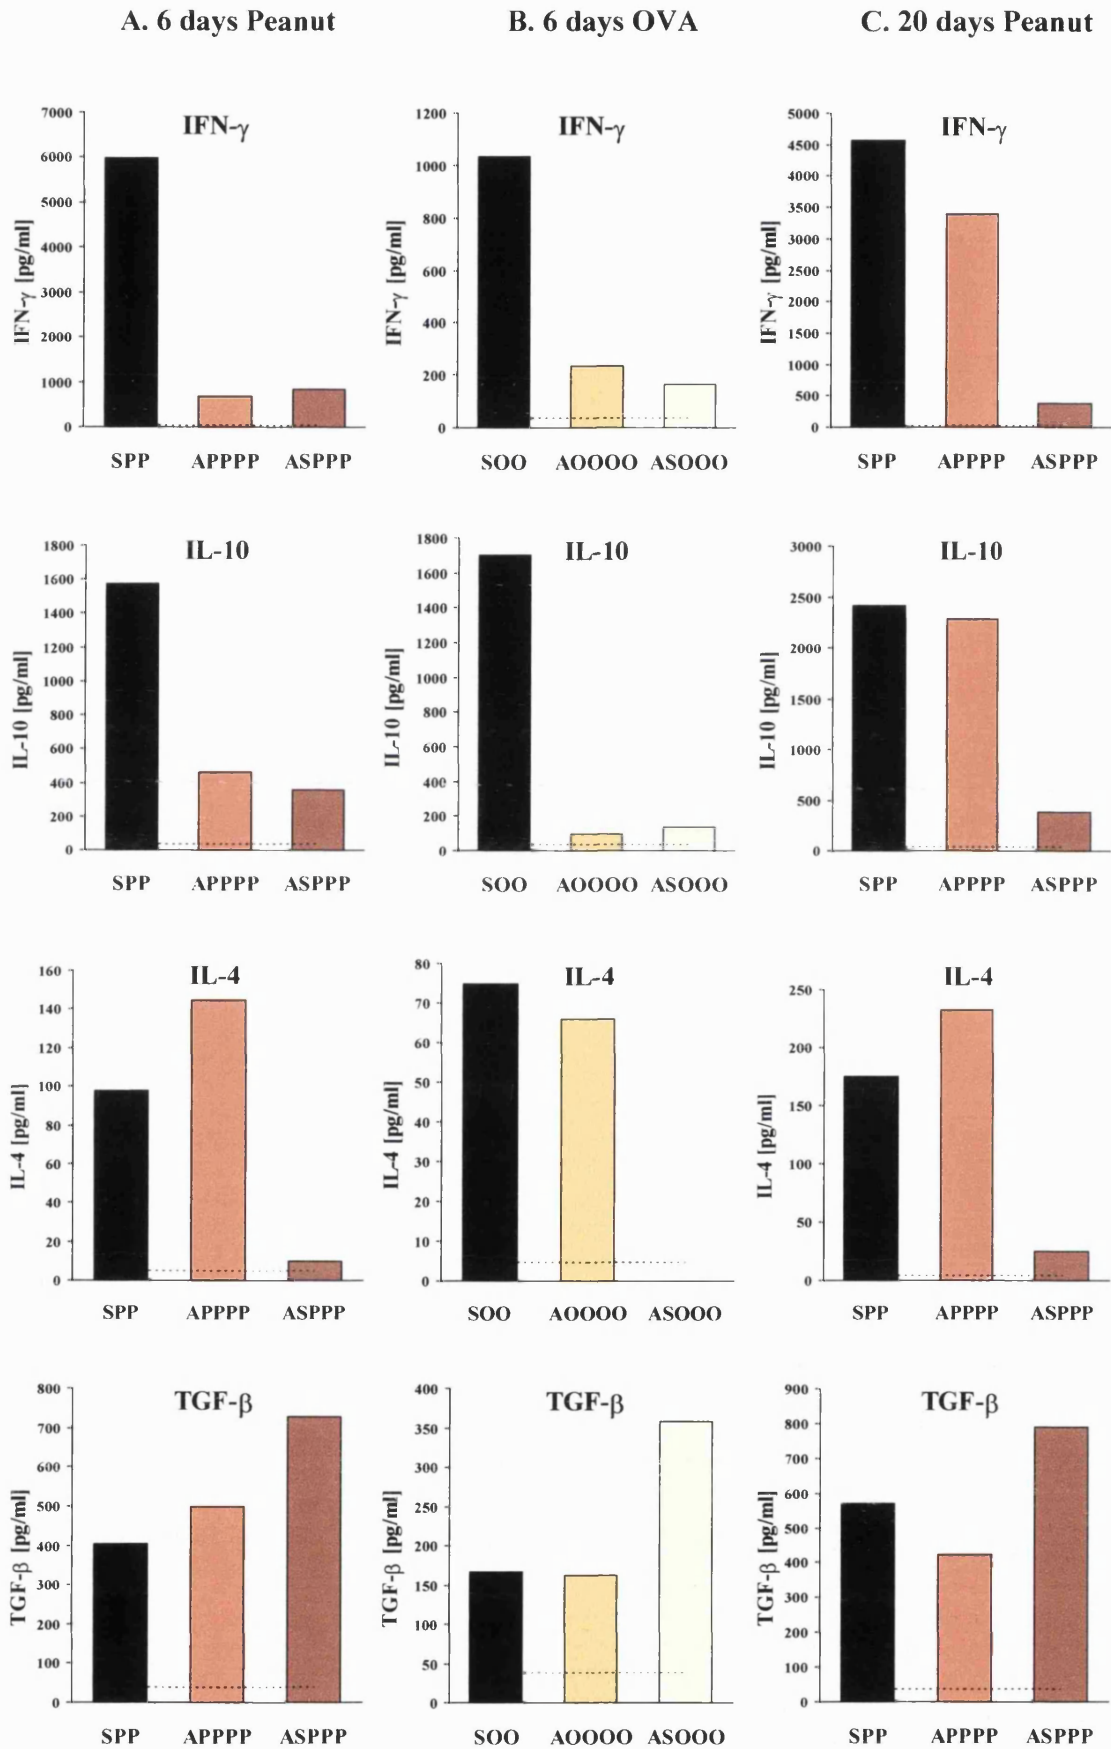 A. 6 days Peanut
B. 6 days OVA
C. 20 days Peanut
IFN-γ
IFN-γ [pg/ml]
7000
6000
5000
4000
3000
2000
1000
0
SPP APPPP ASPPP
IFN-γ
IFN-γ [pg/ml]
1200
1000
800
600
400
200
0
SOO AOOOO ASOOO
IFN-γ
IFN-γ [pg/ml]
5000
4500
4000
3500
3000
2500
2000
1500
1000
500
0
SPP APPPP ASPPP
IL-10
IL-10 [pg/ml]
1800
1600
1400
1200
1000
800
600
400
200
0
SPP APPPP ASPPP
IL-10
IL-10 [pg/ml]
1800
1600
1400
1200
1000
800
600
400
200
0
SOO AOOOO ASOOO
IL-10
IL-10 [pg/ml]
3000
2500
2000
1500
1000
500
0
SPP APPPP ASPPP
IL-4
IL-4 [pg/ml]
160
140
120
100
80
60
40
20
0
SPP APPPP ASPPP
IL-4
IL-4 [pg/ml]
80
70
60
50
40
30
20
10
0
SOO AOOOO ASOOO
IL-4
IL-4 [pg/ml]
250
200
150
100
50
0
SPP APPPP ASPPP
TGF-β
TGF-β [pg/ml]
800
700
600
500
400
300
200
100
0
SPP APPPP ASPPP
TGF-β
TGF-β [pg/ml]
400
350
300
250
200
150
100
50
0
SOO AOOOO ASOOO
TGF-β
TGF-β [pg/ml]
900
800
700
600
500
400
300
200
100
0
SPP APPPP ASPPP